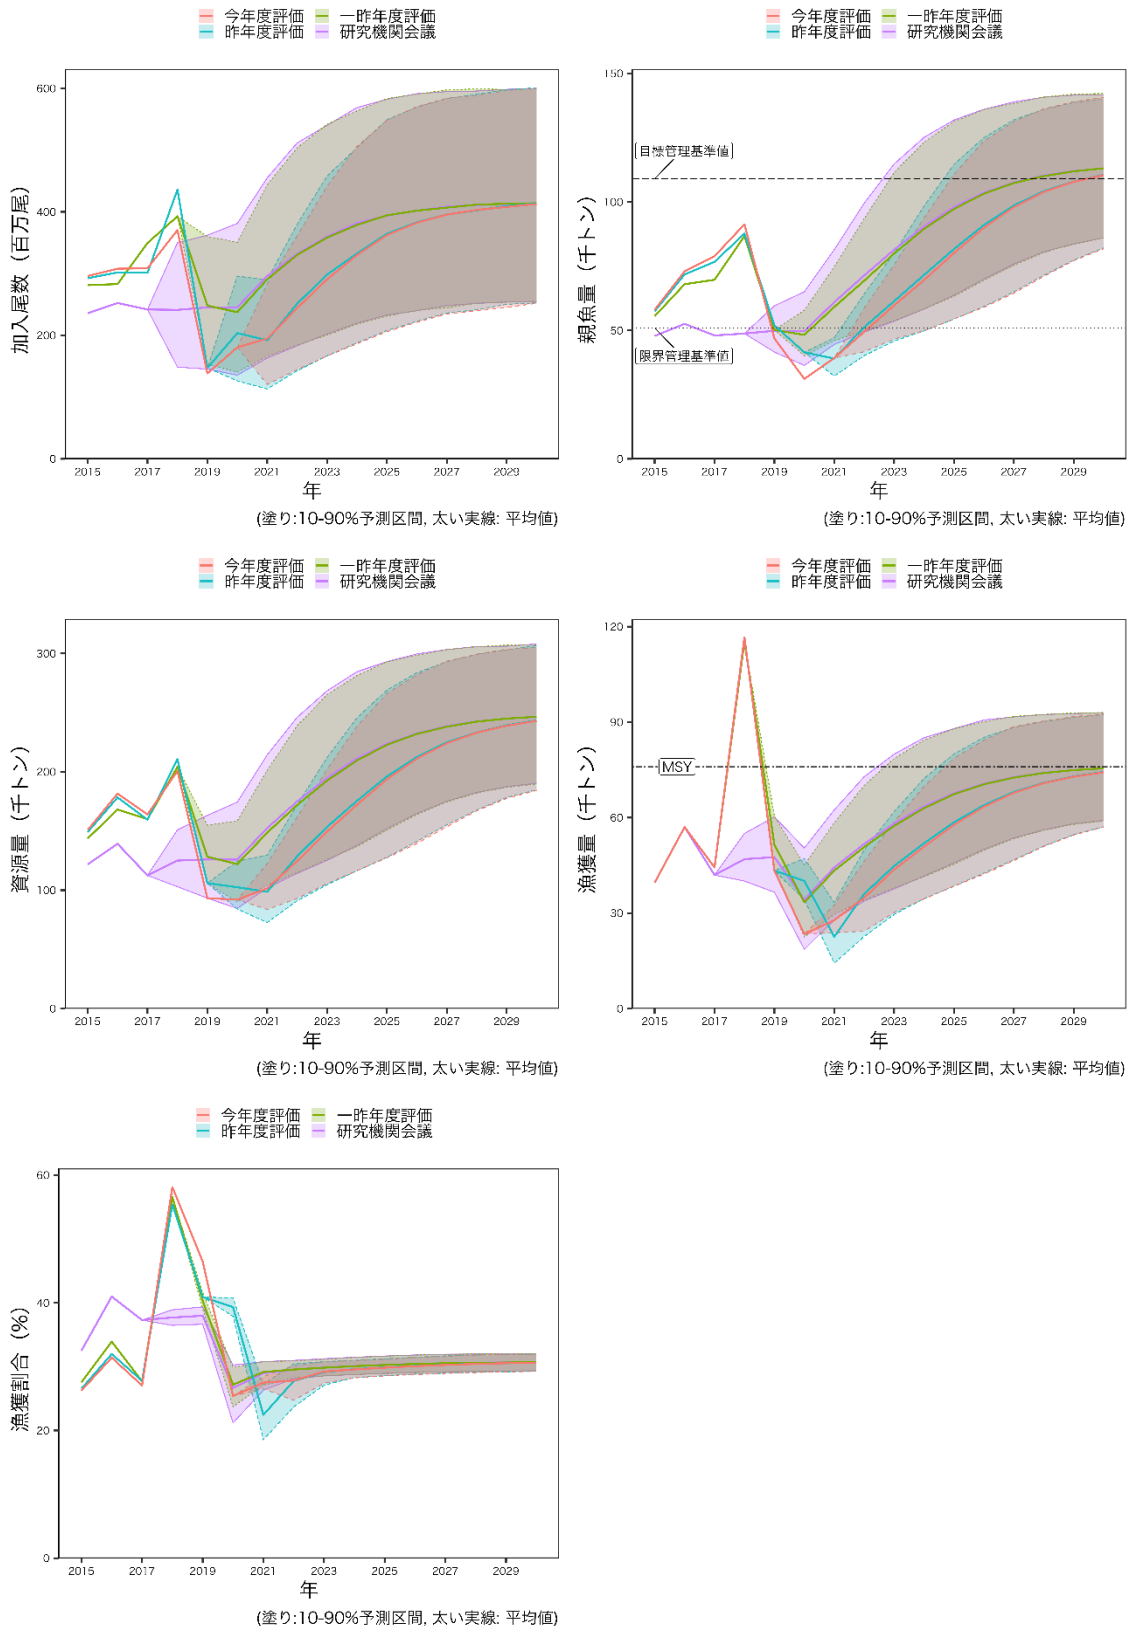 今年度評価 一昨年度評価
昨年度評価 研究機関会議
600
400
200
0
加入尾数（百万尾）
2015 2017 2019 2021 2023 2025 2027 2029
年
(塗り:10-90%予測区間, 太い実線: 平均値)
今年度評価 一昨年度評価
昨年度評価 研究機関会議
150
目標管理基準値
100
50
限界管理基準値
0
親魚量（千トン）
2015 2017 2019 2021 2023 2025 2027 2029
年
(塗り:10-90%予測区間, 太い実線: 平均値)
今年度評価 一昨年度評価
昨年度評価 研究機関会議
300
200
100
0
資源量（千トン）
2015 2017 2019 2021 2023 2025 2027 2029
年
(塗り:10-90%予測区間, 太い実線: 平均値)
今年度評価 一昨年度評価
昨年度評価 研究機関会議
120
90
MSY
60
30
0
漁獲量（千トン）
2015 2017 2019 2021 2023 2025 2027 2029
年
(塗り:10-90%予測区間, 太い実線: 平均値)
今年度評価 一昨年度評価
昨年度評価 研究機関会議
60
40
20
0
漁獲割合（%）
2015 2017 2019 2021 2023 2025 2027 2029
年
(塗り:10-90%予測区間, 太い実線: 平均値)